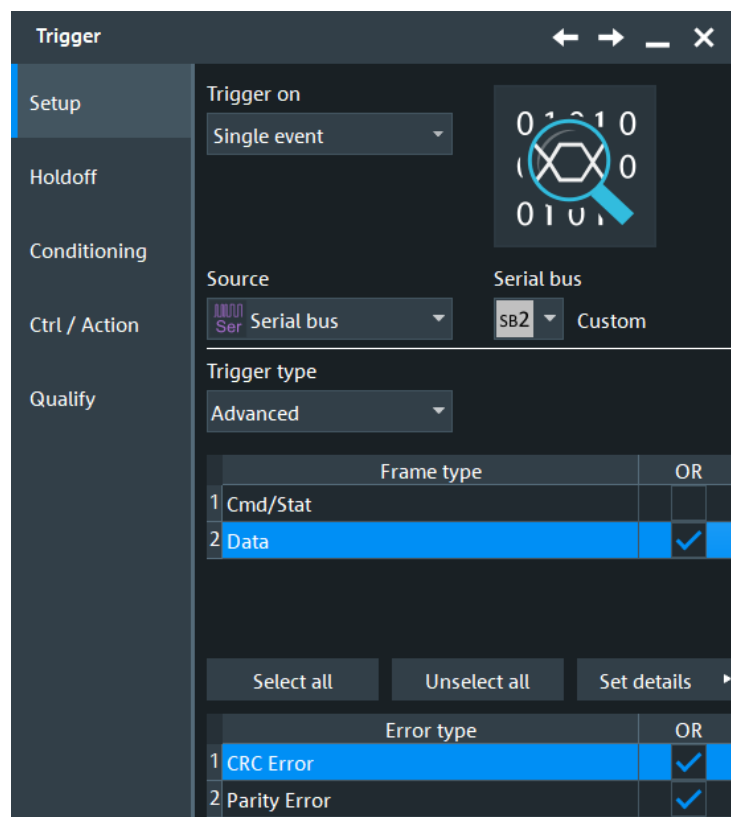 Trigger
Setup
Holdoff
Conditioning
Ctrl / Action
Qualify
Trigger on
Single event
Source
Ser Serial bus
Serial bus
SB2 Custom
Trigger type
Advanced
Frame type OR
1 Cmd/Stat
2 Data
Select all Unselect all Set details
Error type OR
1 CRC Error
2 Parity Error